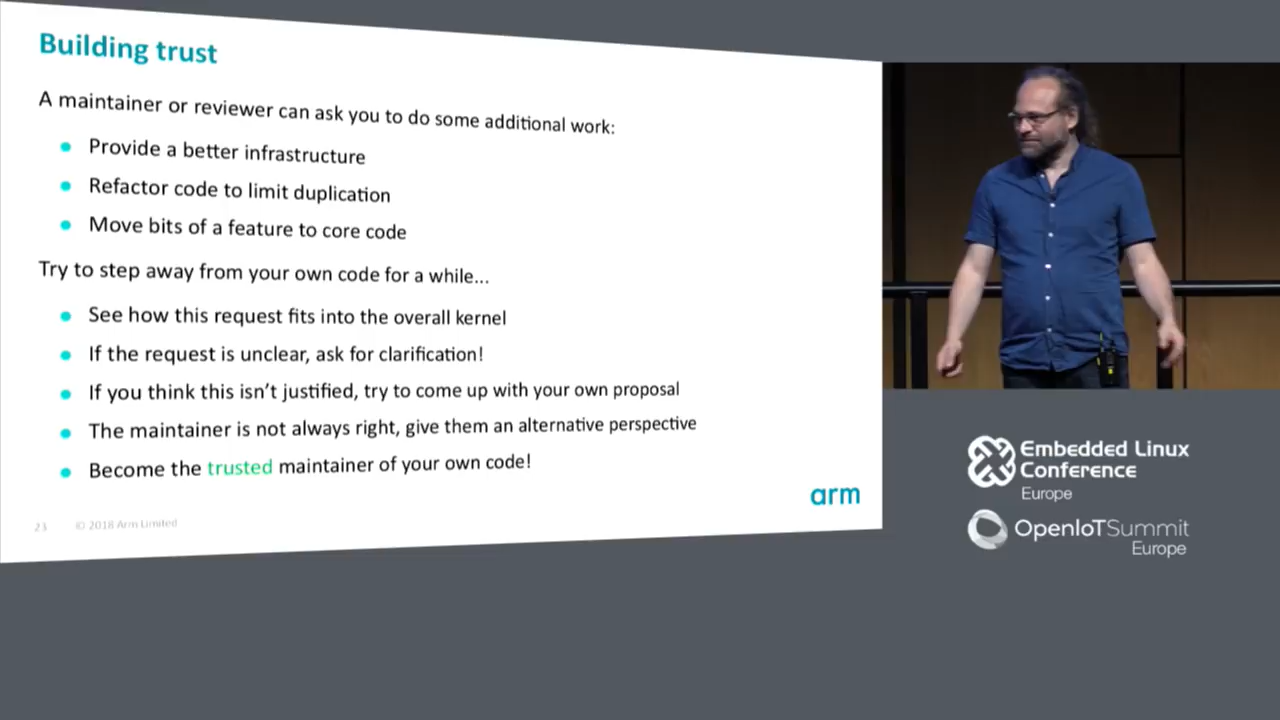 Building trust
A maintainer or reviewer can ask you to do some additional work:
Provide a better infrastructure
Refactor code to limit duplication
Move bits of a feature to core code
Try to step away from your own code for a while...
See how this request fits into the overall kernel
If the request is unclear, ask for clarification!
If you think this isn't justified, try to come up with your own proposal
The maintainer is not always right, give them an alternative perspective
Become the trusted maintainer of your own code!
arm
23 © 2018 Arm Limited
Embedded Linux
Conference
Europe
OpenIoTSummit
Europe